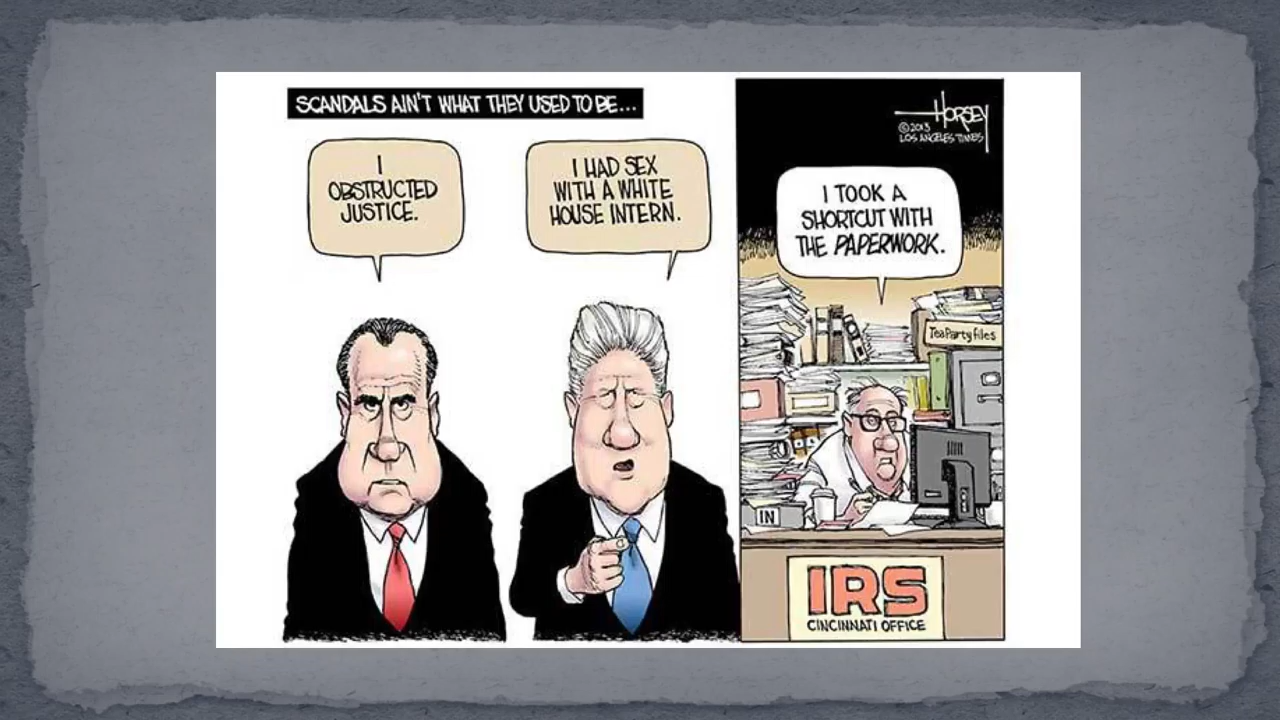 SCANDALS AIN'T WHAT THEY USED TO BE...
I
OBSTRUCTED
JUSTICE.
I HAD SEX
WITH A WHITE
HOUSE INTERN.
HORSEY
©2013
LOS ANGELES TIMES
I TOOK A
SHORTCUT WITH
THE PAPERWORK.
Tea Party files
IN
IRS
CINCINNATI OFFICE